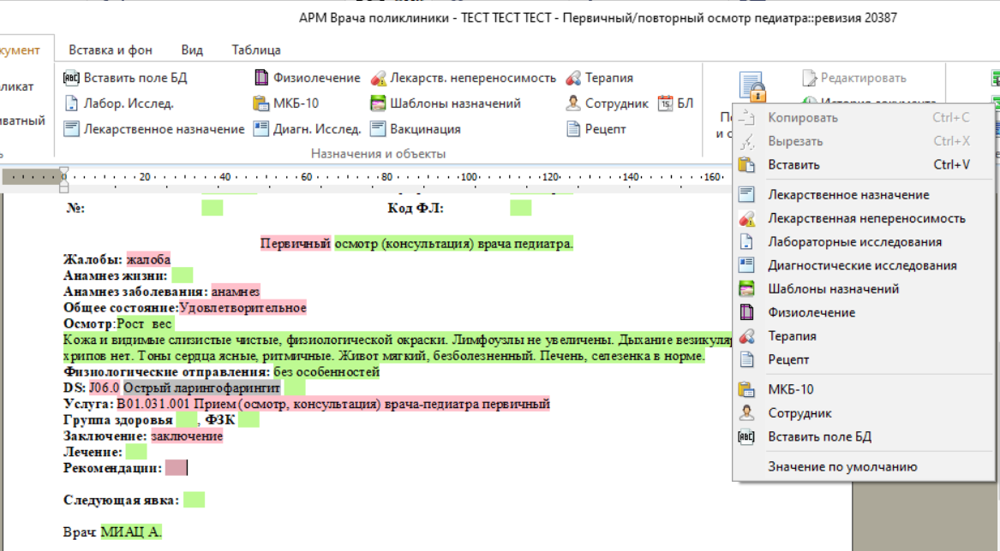 АРМ Врача поликлиники - ТЕСТ ТЕСТ ТЕСТ - Первичный/повторный осмотр педиатра::ревизия 20387
кумент Вставка и фон Вид Таблица
ликат
ватный
Вставить поле БД Физиолечение Лекарств. непереносимость Терапия
Лабор. Исслед. МКБ-10 Шаблоны назначений Сотрудник 15 БЛ
Лекарственное назначение Диагн. Исслед. Вакцинация Рецепт
Назначения и объекты
Редактировать
История документа
и с
0 20 40 60 80 100 120 140 160
№: Код ФЛ:
Первичный осмотр (консультация) врача педиатра.
Жалобы: жалоба
Анамнез жизни:
Анамнез заболевания: анамнез
Общее состояние:Удовлетворительное
Осмотр:Рост вес
Кожа и видимые слизистые чистые, физиологической окраски. Лимфоузлы не увеличены. Дыхание везикуляр
хрипов нет. Тоны сердца ясные, ритмичные. Живот мягкий, безболезненный. Печень, селезенка в норме.
Физиологические отправления: без особенностей
DS: J06.0 Острый ларингофарингит
Услуга: B01.031.001 Прием (осмотр, консультация) врача-педиатра первичный
Группа здоровья , ФЗК
Заключение: заключение
Лечение:
Рекомендации:
Следующая явка:
Врач МИАЦ А.
Копировать Ctrl+C
Вырезать Ctrl+X
Вставить Ctrl+V
Лекарственное назначение
Лекарственная непереносимость
Лабораторные исследования
Диагностические исследования
Шаблоны назначений
Физиолечение
Терапия
Рецепт
МКБ-10
Сотрудник
Вставить поле БД
Значение по умолчанию